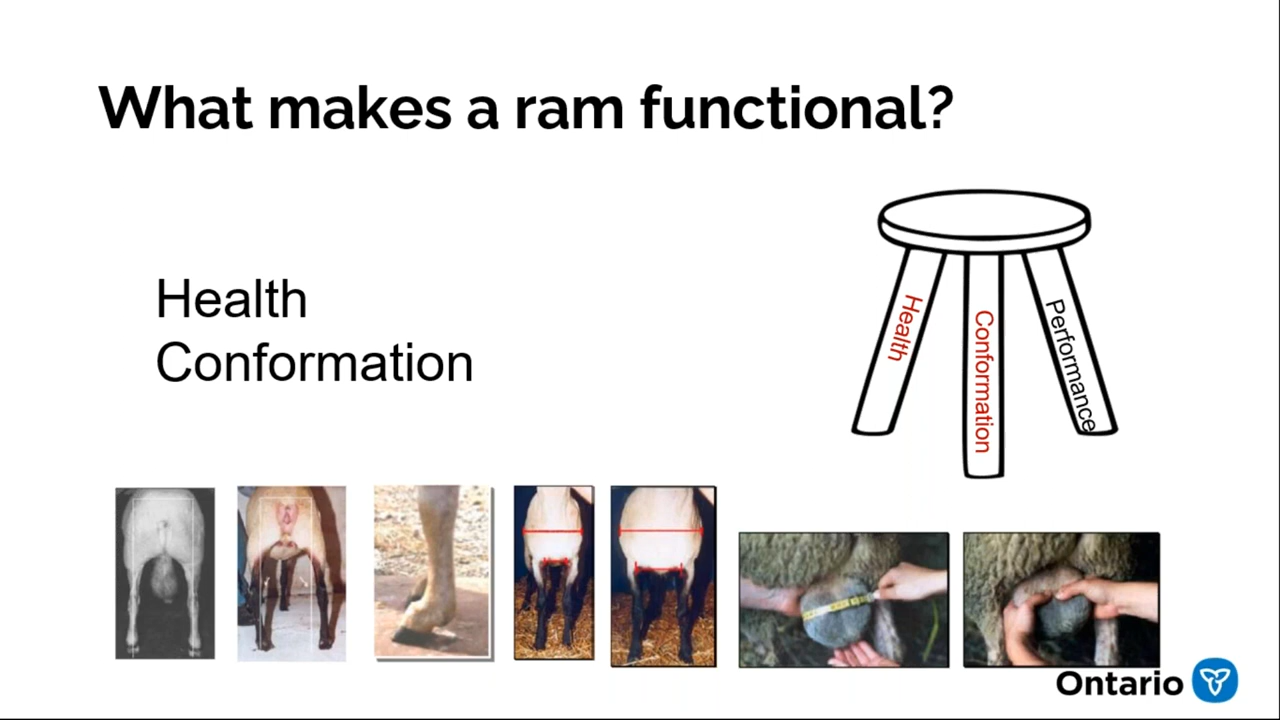 What makes a ram functional?
Health
Conformation
Health
Conformation
Performance
Ontario